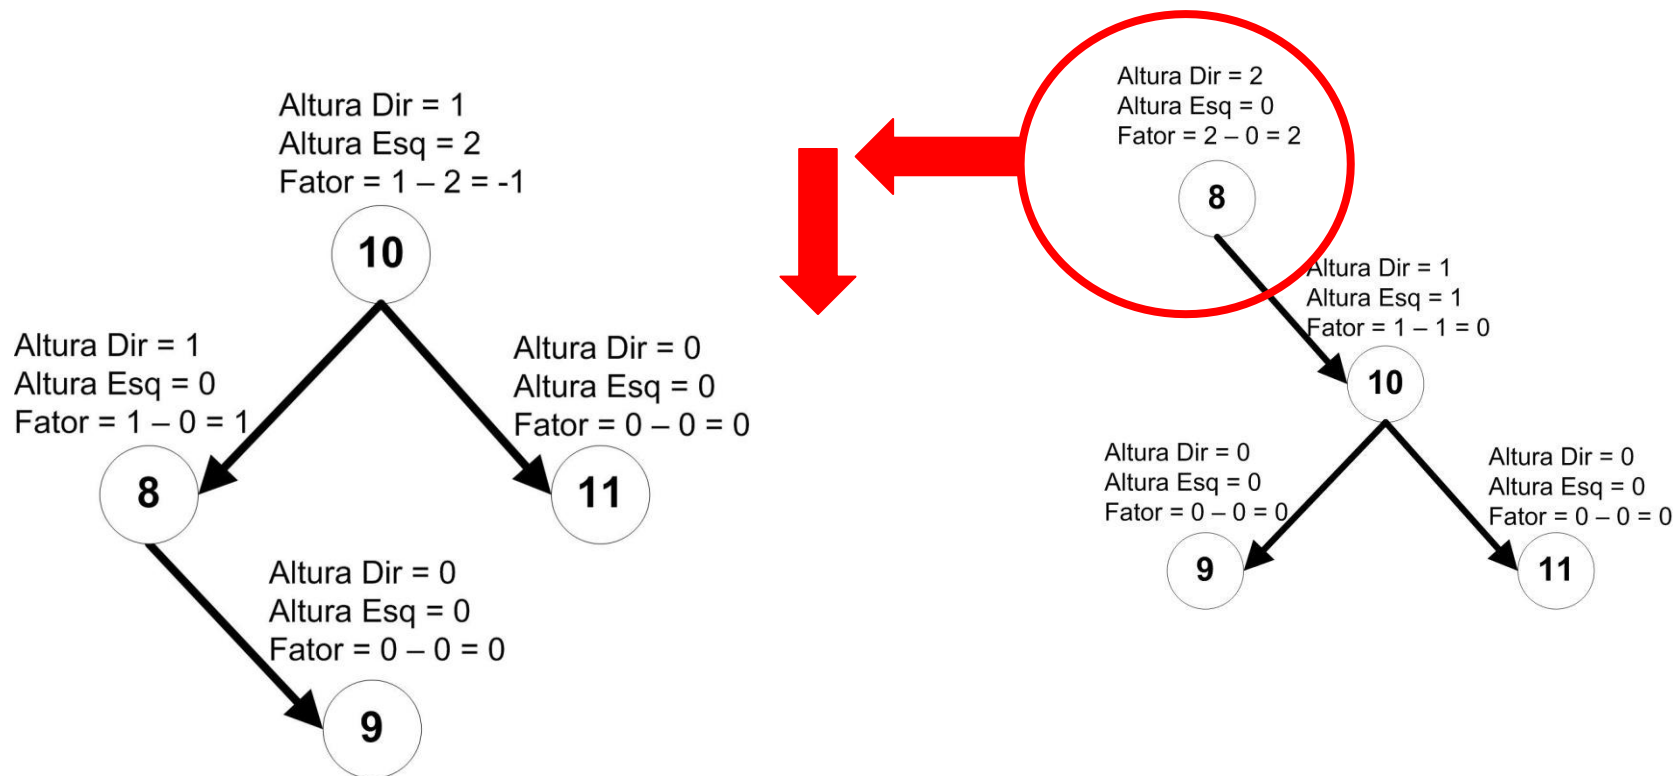 Altura Dir = 1
Altura Esq = 2
Fator = 1 – 2 = -1
10
Altura Dir = 1
Altura Esq = 0
Fator = 1 – 0 = 1
8
Altura Dir = 0
Altura Esq = 0
Fator = 0 – 0 = 0
11
Altura Dir = 0
Altura Esq = 0
Fator = 0 – 0 = 0
9
Altura Dir = 2
Altura Esq = 0
Fator = 2 – 0 = 2
8
Altura Dir = 1
Altura Esq = 1
Fator = 1 – 1 = 0
10
Altura Dir = 0
Altura Esq = 0
Fator = 0 – 0 = 0
9
Altura Dir = 0
Altura Esq = 0
Fator = 0 – 0 = 0
11